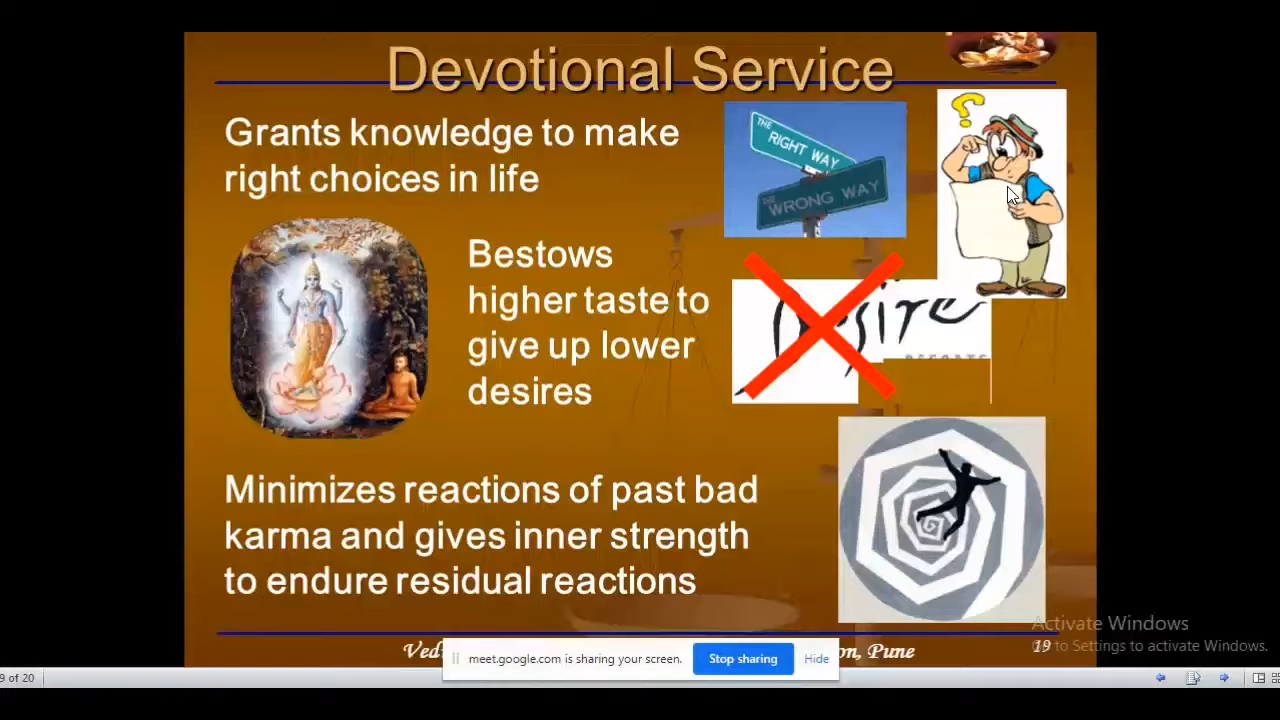 Devotional Service
Grants knowledge to make
right choices in life
THE
RIGHT WAY
THE
WRONG WAY
?
Bestows
higher taste to
give up lower
desires
Desire
Minimizes reactions of past bad
karma and gives inner strength
to endure residual reactions
Activate Windows
to Settings to activate Windows.
Pune
19
meet.google.com is sharing your screen.
Stop sharing
Hide
9 of 20